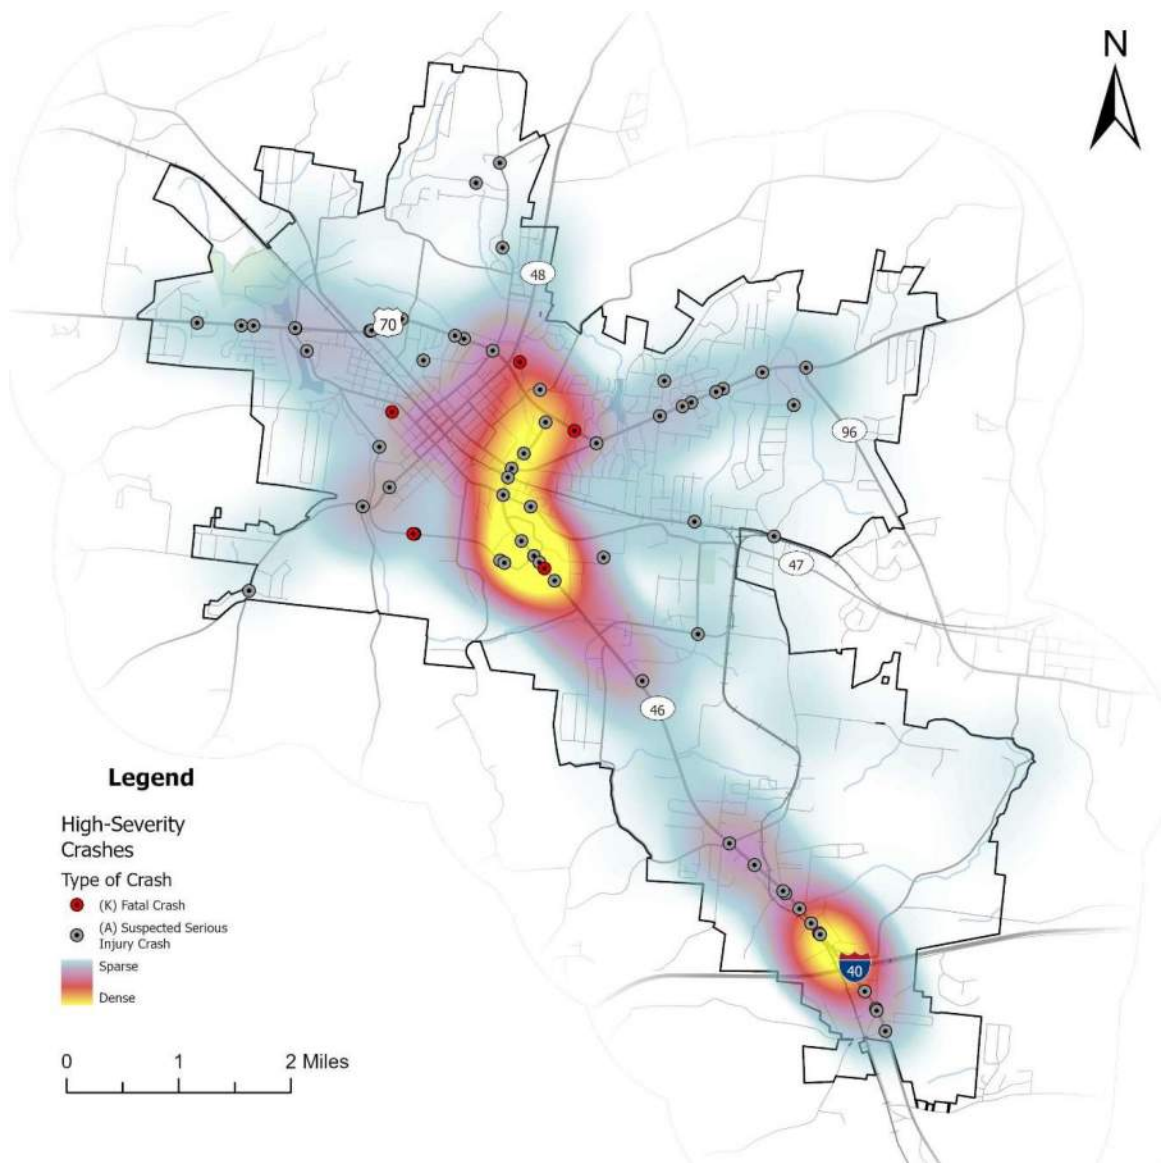 N
48
70
96
47
46
40
Legend
High-Severity
Crashes
Type of Crash
(K) Fatal Crash
(A) Suspected Serious
Injury Crash
Sparse
Dense
0 1 2 Miles